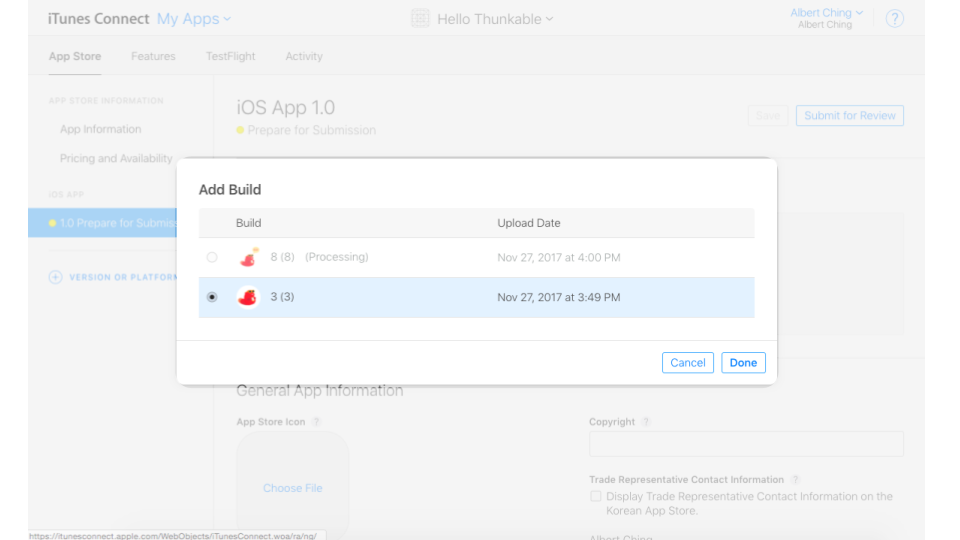 iTunes Connect My Apps
Hello Thunkable
Albert Ching
Albert Ching
?
App Store Features TestFlight Activity
APP STORE INFORMATION
App Information
Pricing and Availability
iOS APP
1.0 Prepare for Submiss
VERSION OR PLATFORM
iOS App 1.0
Prepare for Submission
Save Submit for Review
Add Build
Build Upload Date
8 (8) (Processing) Nov 27, 2017 at 4:00 PM
3 (3) Nov 27, 2017 at 3:49 PM
Cancel Done
General App Information
App Store Icon ?
Choose File
Copyright ?
Trade Representative Contact Information ?
Display Trade Representative Contact Information on the
Korean App Store.
Albert Ching
https://itunesconnect.apple.com/WebObjects/iTunesConnect.woa/ra/ng/